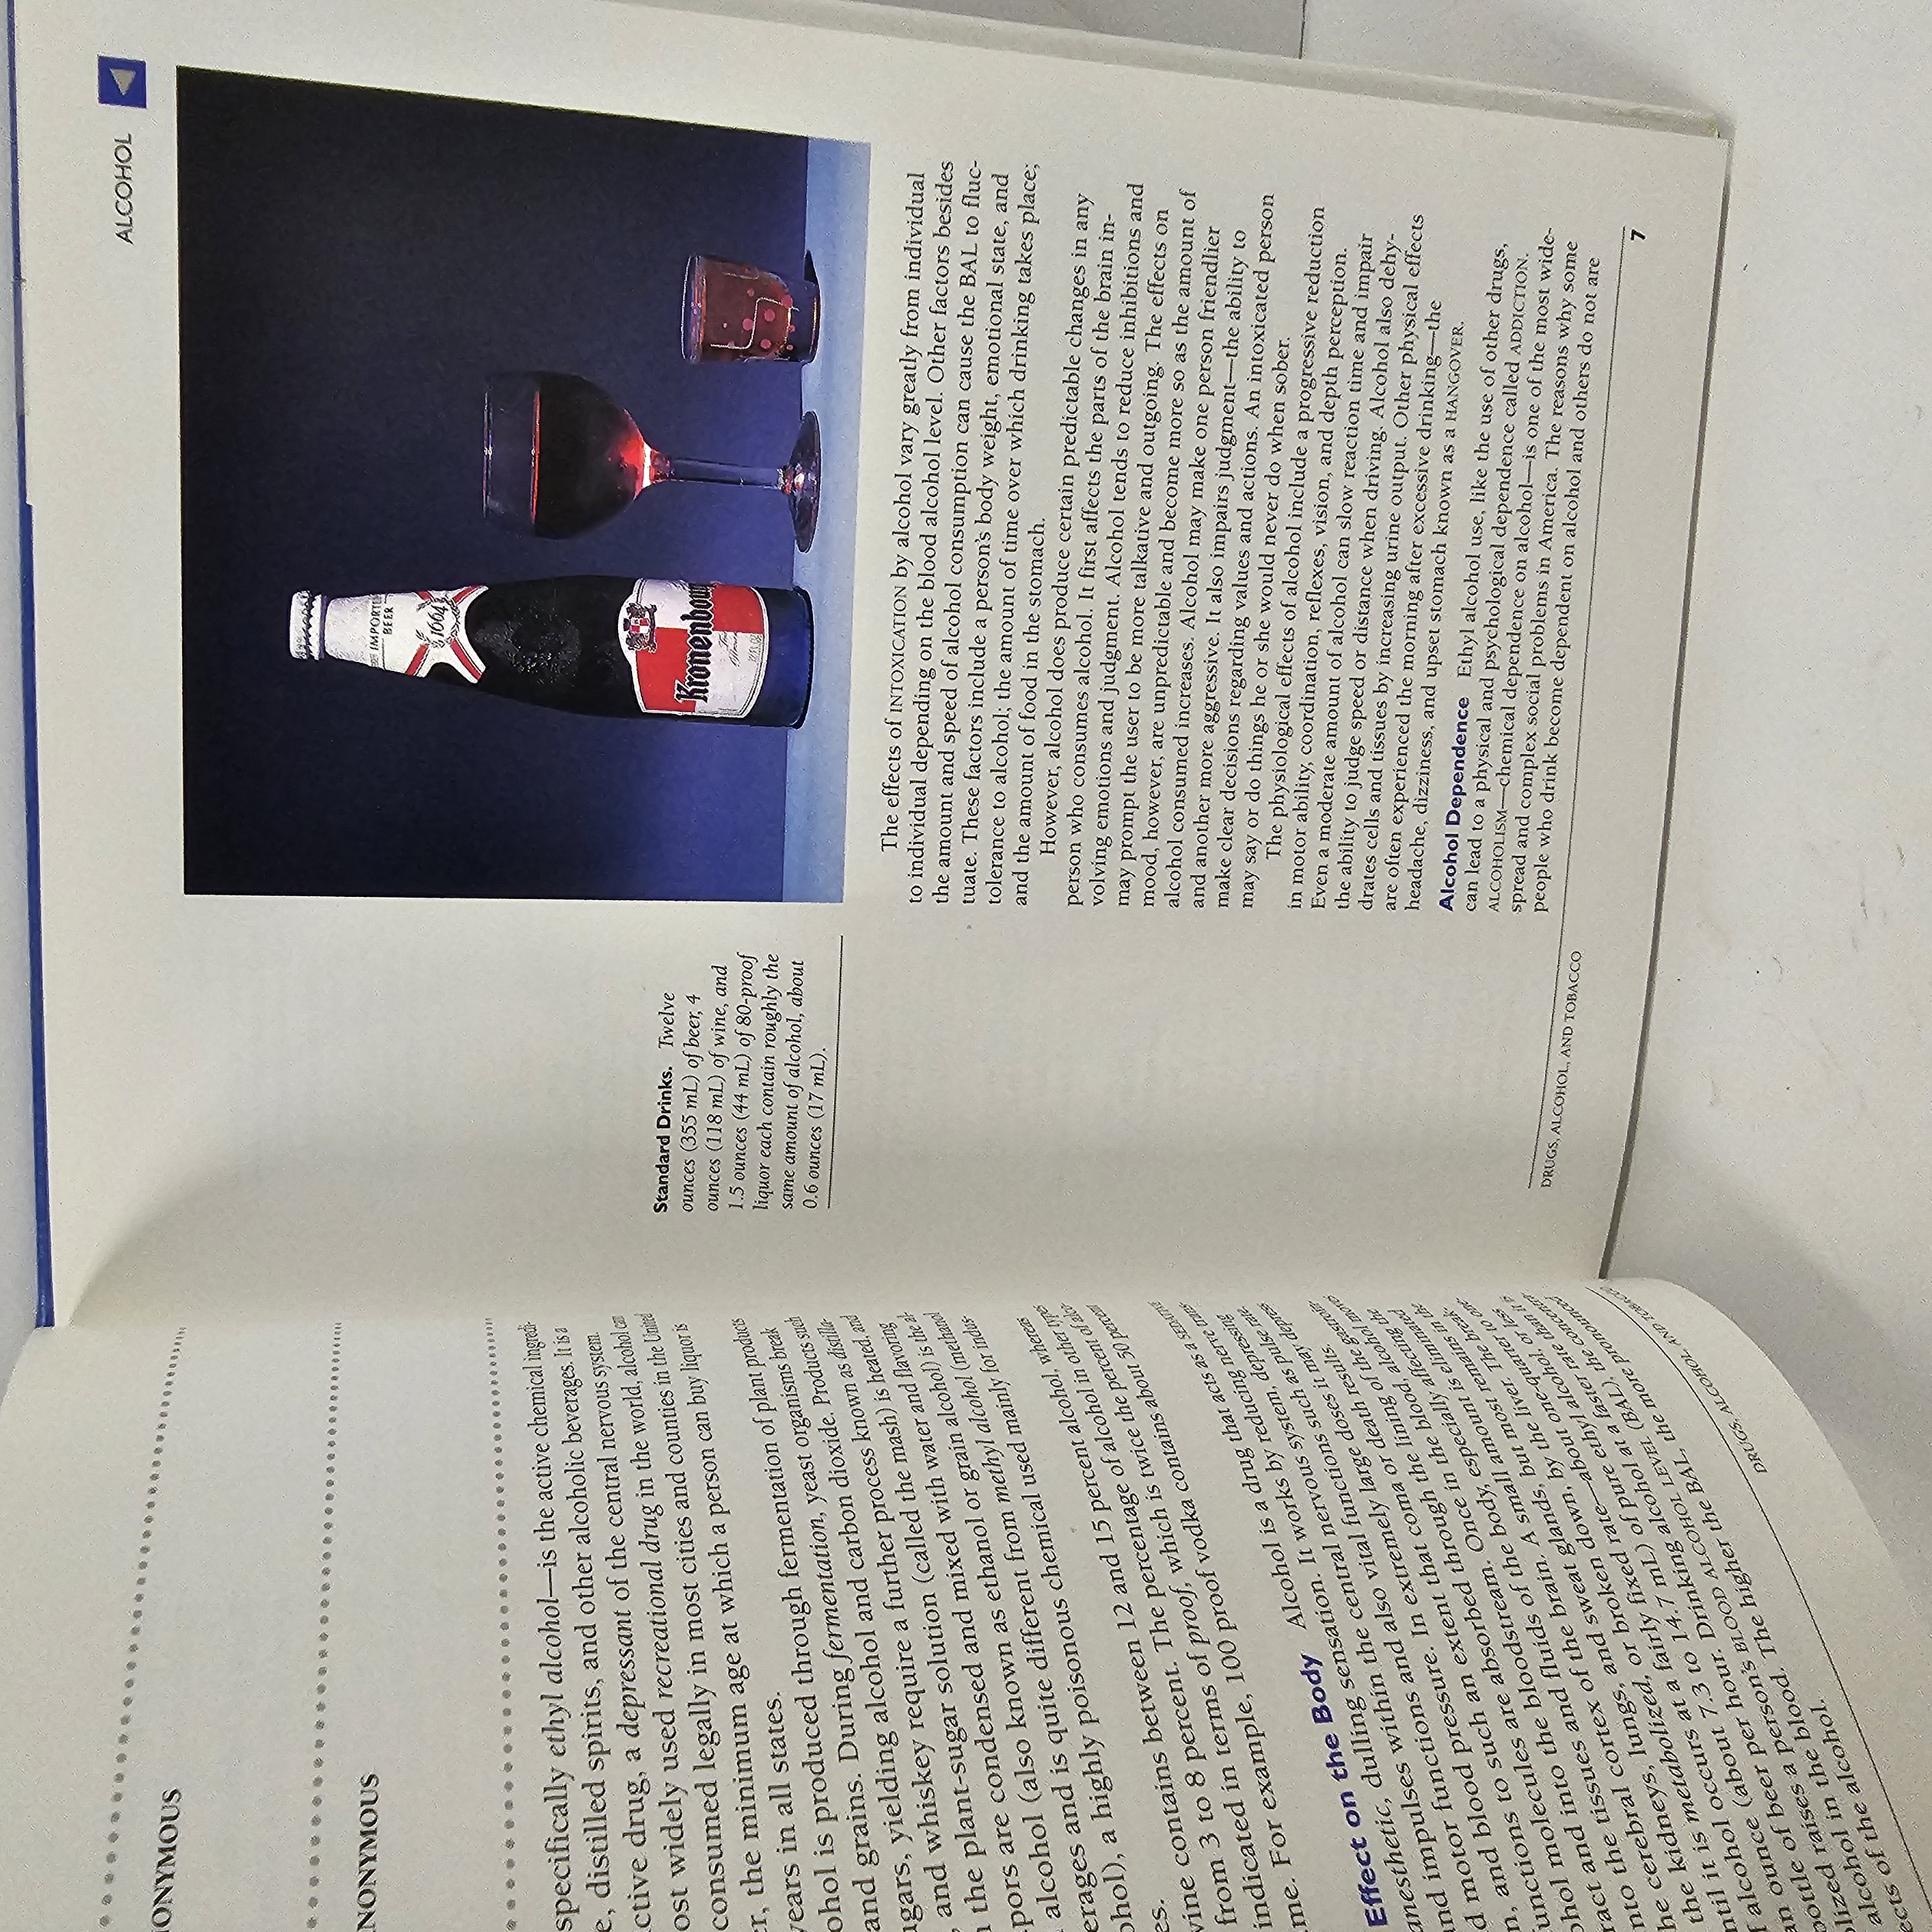 ONYMOUS
NONYMOUS
specifically ethyl alcohol—is the active chemical ingredi-
e, distilled spirits, and other alcoholic beverages. It is a
ctive drug, a depressant of the central nervous system.
ost widely used recreational drug in the world, alcohol can
consumed legally in most cities and counties in the United
er, the minimum age at which a person can buy liquor is
years in all states.
ohol is produced through fermentation of plant products
and grains. During fermentation, yeast organisms break
ugars, yielding alcohol and carbon dioxide. Products such
, and whiskey require a further process known as distilla-
n the plant-sugar solution (called the mash) is heated, and
pors are condensed and mixed with water and flavoring
alcohol (also known as ethanol or grain alcohol) is the al-
erages and is quite different from methyl alcohol (methanol
ohol), a highly poisonous chemical used mainly for indus-
es.
wine contains between 12 and 15 percent alcohol, whereas
from 3 to 8 percent. The percentage of alcohol in other types
indicated in terms of proof, which is twice the percent of alco-
me. For example, 100 proof vodka contains about 50 percent
Effect on the Body Alcohol is a drug that acts as a SEDATIVE
anesthetic, dulling sensation. It works by reducing nerve trans-
and impulses within the central nervous system, depressing
d motor functions and also vital functions such as pulse rate,
n, and blood pressure. In extremely large doses it may depress
functions to such an extent that coma or death results.
ohol molecules are absorbed through the lining of the gastroin-
ract and into the bloodstream. Once in the blood, alcohol moves
nto the tissues and fluids of the body, especially affecting the
he cerebral cortex of the brain. A small amount is eliminated
the kidneys, lungs, and sweat glands, but most remains in the
ntil it is metabolized, or broken down, by the liver. The break-
f alcohol occurs at a fairly fixed rate—about one-quarter to one-
an ounce (about 7.3 to 14.7 mL) of pure ethyl alcohol, or less
bottle of beer per hour. Drinking alcohol at a faster rate than it is
olized raises a person's BLOOD ALCOHOL LEVEL (BAL), the concentra-
alcohol in the blood. The higher the BAL, the more pronounced
ects of the alcohol.
DRUGS, ALCOHOL, AND TOBACCO
ALCOHOL
IMPORTED
BEER
1664
Kronenbourg
Standard Drinks. Twelve
ounces (355 mL) of beer, 4
ounces (118 mL) of wine, and
1.5 ounces (44 mL) of 80-proof
liquor each contain roughly the
same amount of alcohol, about
0.6 ounces (17 mL).
The effects of INTOXICATION by alcohol vary greatly from individual
to individual depending on the blood alcohol level. Other factors besides
the amount and speed of alcohol consumption can cause the BAL to fluc-
tuate. These factors include a person's body weight, emotional state, and
tolerance to alcohol; the amount of time over which drinking takes place;
and the amount of food in the stomach.
However, alcohol does produce certain predictable changes in any
person who consumes alcohol. It first affects the parts of the brain in-
volving emotions and judgment. Alcohol tends to reduce inhibitions and
may prompt the user to be more talkative and outgoing. The effects on
mood, however, are unpredictable and become more so as the amount of
alcohol consumed increases. Alcohol may make one person friendlier
and another more aggressive. It also impairs judgment—the ability to
make clear decisions regarding values and actions. An intoxicated person
may say or do things he or she would never do when sober.
The physiological effects of alcohol include a progressive reduction
in motor ability, coordination, reflexes, vision, and depth perception.
Even a moderate amount of alcohol can slow reaction time and impair
the ability to judge speed or distance when driving. Alcohol also dehy-
drates cells and tissues by increasing urine output. Other physical effects
are often experienced the morning after excessive drinking—the
headache, dizziness, and upset stomach known as a HANGOVER.
Alcohol Dependence Ethyl alcohol use, like the use of other drugs,
can lead to a physical and psychological dependence called ADDICTION.
ALCOHOLISM—chemical dependence on alcohol—is one of the most wide-
spread and complex social problems in America. The reasons why some
people who drink become dependent on alcohol and others do not are
DRUGS, ALCOHOL, AND TOBACCO
7